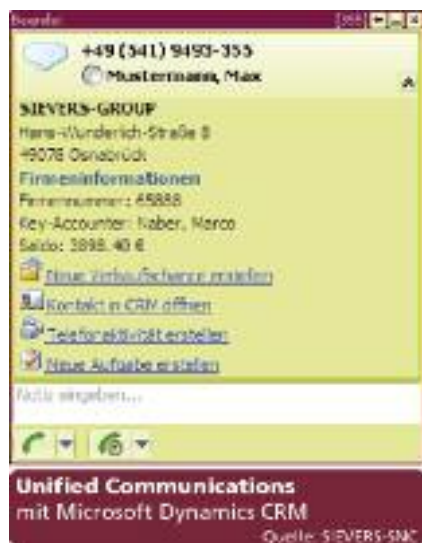 Beendet [355]
+49 (541) 9493-355
Mustermann, Max
SIEVERS-GROUP
Hans-Wunderlich-Straße 8
49078 Osnabrück
Firmeninformationen
Firmennummer: 65888
Key-Accounter: Naber, Marco
Saldo: 3898.40 €
Neue Verkaufschance erstellen
Kontakt in CRM öffnen
Telefonaktivität erstellen
Neue Aufgabe erstellen
Notiz eingeben...
Unified Communications
mit Microsoft Dynamics CRM
Quelle: SIEVERS-SNC